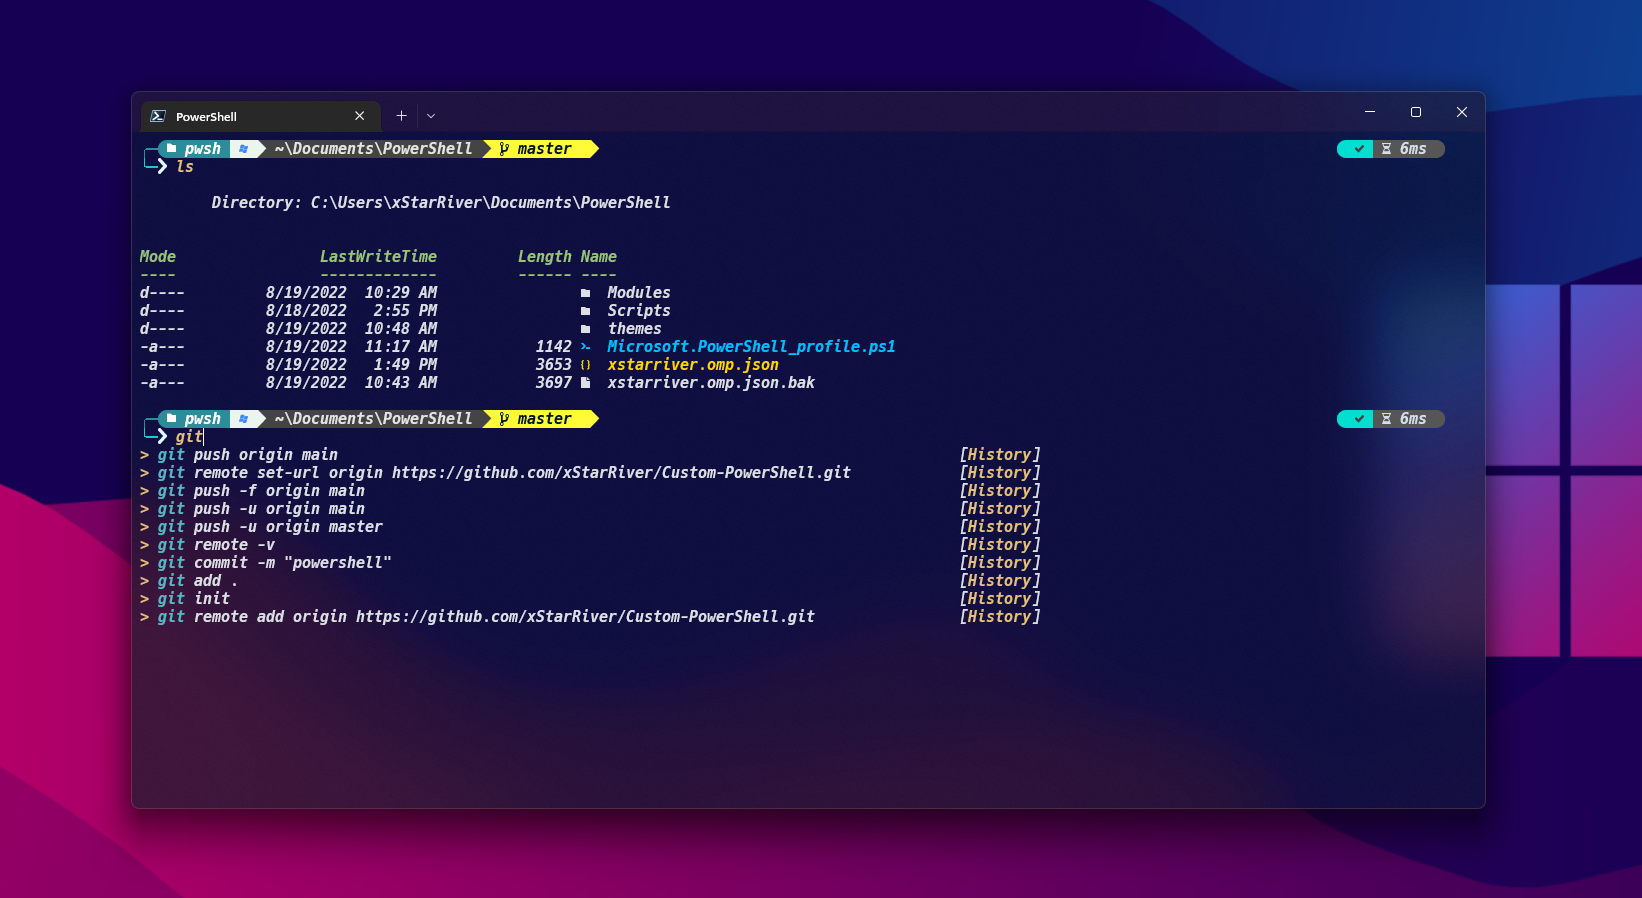 PowerShell
pwsh ~\Documents\PowerShell master 6ms
ls
Directory: C:\Users\xStarRiver\Documents\PowerShell
Mode LastWriteTime Length Name
---- ------------- ------ ----
d---- 8/19/2022 10:29 AM Modules
d---- 8/18/2022 2:55 PM Scripts
d---- 8/19/2022 10:48 AM themes
-a--- 8/19/2022 11:17 AM 1142 Microsoft.PowerShell_profile.ps1
-a--- 8/19/2022 1:49 PM 3653 xstarriver.omp.json
-a--- 8/19/2022 10:43 AM 3697 xstarriver.omp.json.bak
pwsh ~\Documents\PowerShell master 6ms
git
> git push origin main [History]
> git remote set-url origin https://github.com/xStarRiver/Custom-PowerShell.git [History]
> git push -f origin main [History]
> git push -u origin main [History]
> git push -u origin master [History]
> git remote -v [History]
> git commit -m "powershell" [History]
> git add . [History]
> git init [History]
> git remote add origin https://github.com/xStarRiver/Custom-PowerShell.git [History]